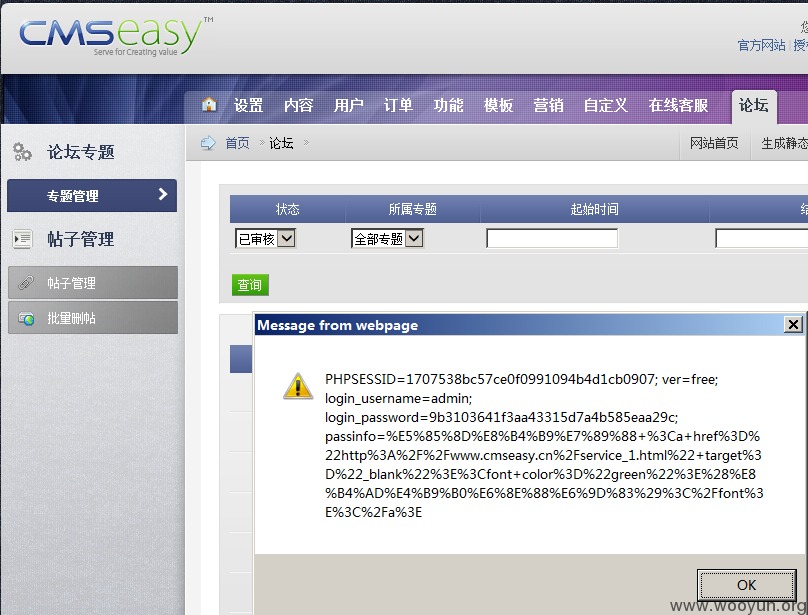 CMSeasy™
Serve for Creating value
官方网站
设置 内容 用户 订单 功能 模板 营销 自定义 在线客服 论坛
论坛专题
首页 > 论坛 >
网站首页 生成静态
专题管理
状态 所属专题 起始时间
帖子管理
已审核 全部专题
帖子管理
查询
批量删帖
Message from webpage
PHPSESSID=1707538bc57ce0f0991094b4d1cb0907; ver=free;
login_username=admin;
login_password=9b3103641f3aa43315d7a4b585eaa29c;
passinfo=%E5%85%8D%E8%B4%B9%E7%89%88+%3Ca+href%3D%
22http%3A%2F%2Fwww.cmseasy.cn%2Fservice_1.html%22+target%3
D%22_blank%22%3E%3Cfont+color%3D%22green%22%3E%28%E8
%B4%AD%E4%B9%B0%E6%8E%88%E6%9D%83%29%3C%2Ffont%3
E%3C%2Fa%3E
OK
www.wooyun.org